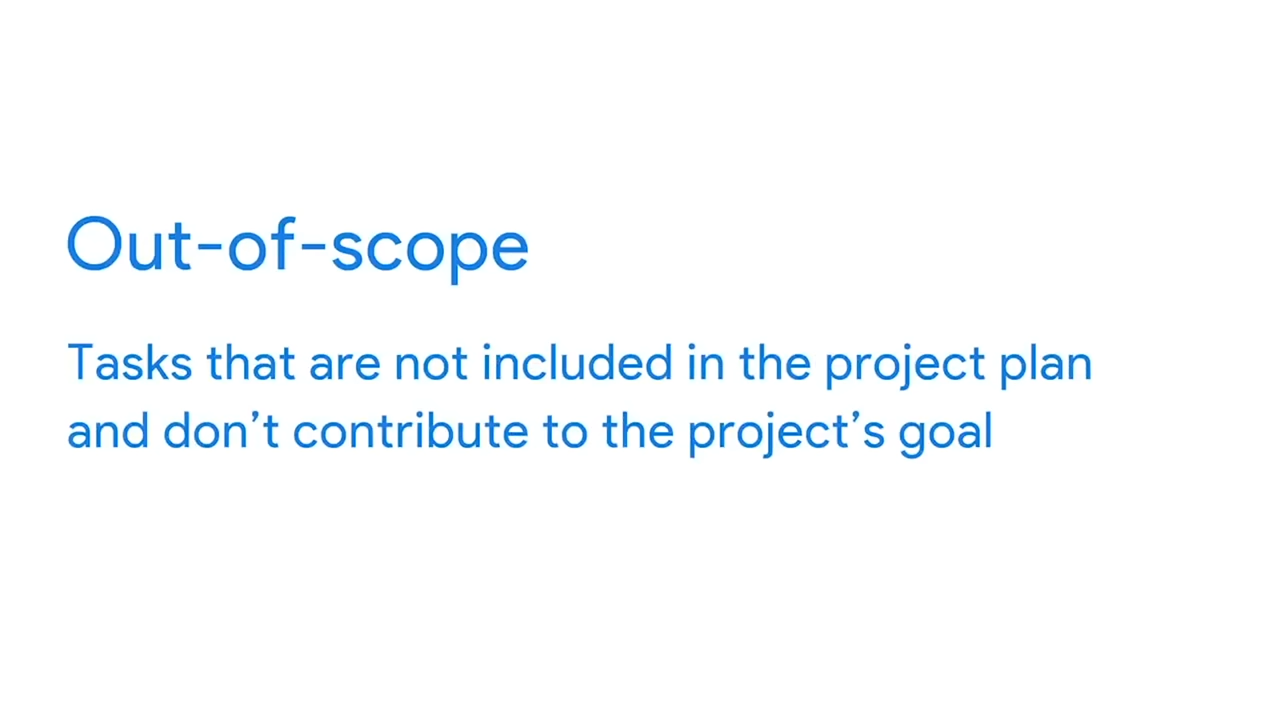 Out-of-scope
Tasks that are not included in the project plan
and don’t contribute to the project’s goal